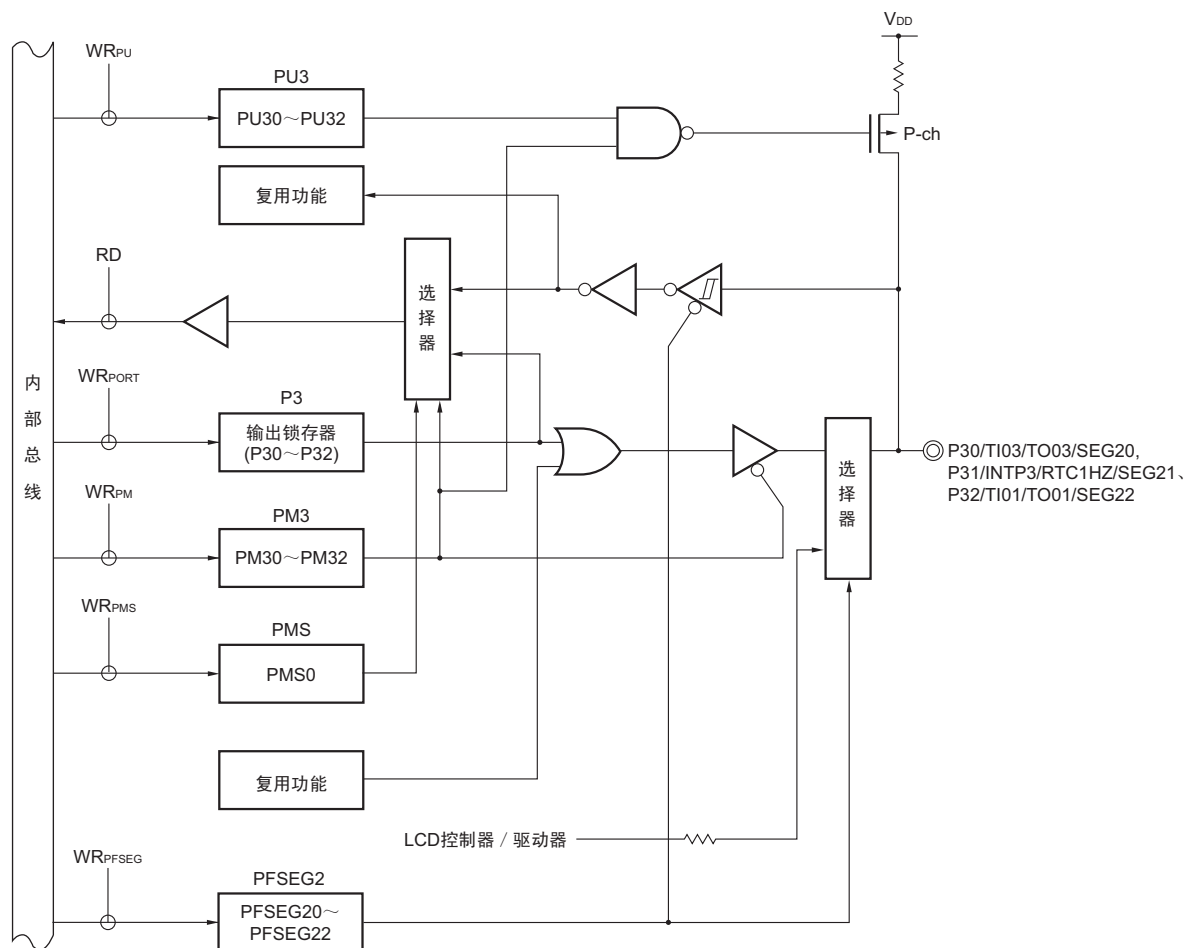 VDD
WRPU
PU3
PU30～PU32
P-ch
复用功能
RD
选择器
WRPORT
P3
输出锁存器
(P30～P32)
内部总线
选择器
P30/TI03/TO03/SEG20,
P31/INTP3/RTC1HZ/SEG21、
P32/TI01/TO01/SEG22
WRPM
PM3
PM30～PM32
WRPMS
PMS
PMS0
复用功能
LCD控制器／驱动器
WRPFSEG
PFSEG2
PFSEG20～
PFSEG22